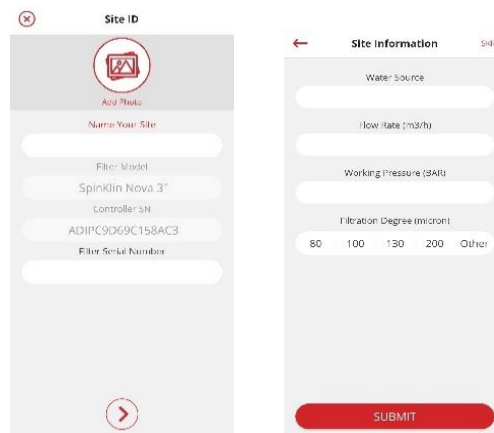 Site ID
Add Photo
Name Your Site
Filter Model
SpinKlin Nova 3"
Controller SN
ADIPC9D69C158AC3
Filter Serial Number
Site Information
Water Source
Flow Rate (m3/h)
Working Pressure (BAR)
Filtration Degree (micron)
80 100 130 200 Other
SUBMIT